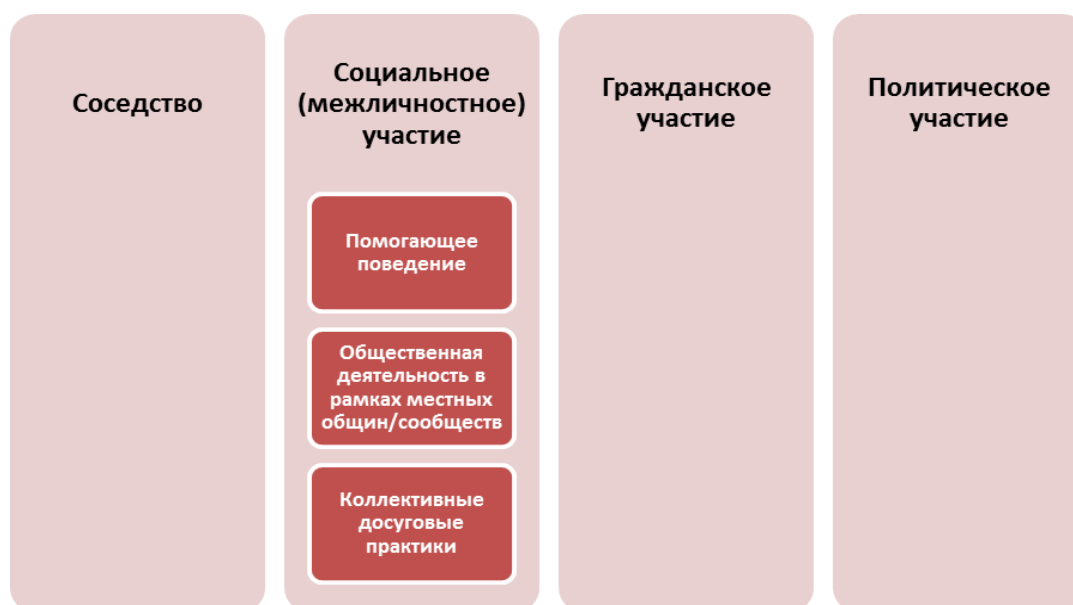 Соседство
Социальное
(межличностное)
участие
Помогающее
поведение
Общественная
деятельность в
рамках местных
общин/сообществ
Коллективные
досуговые
практики
Гражданское
участие
Политическое
участие